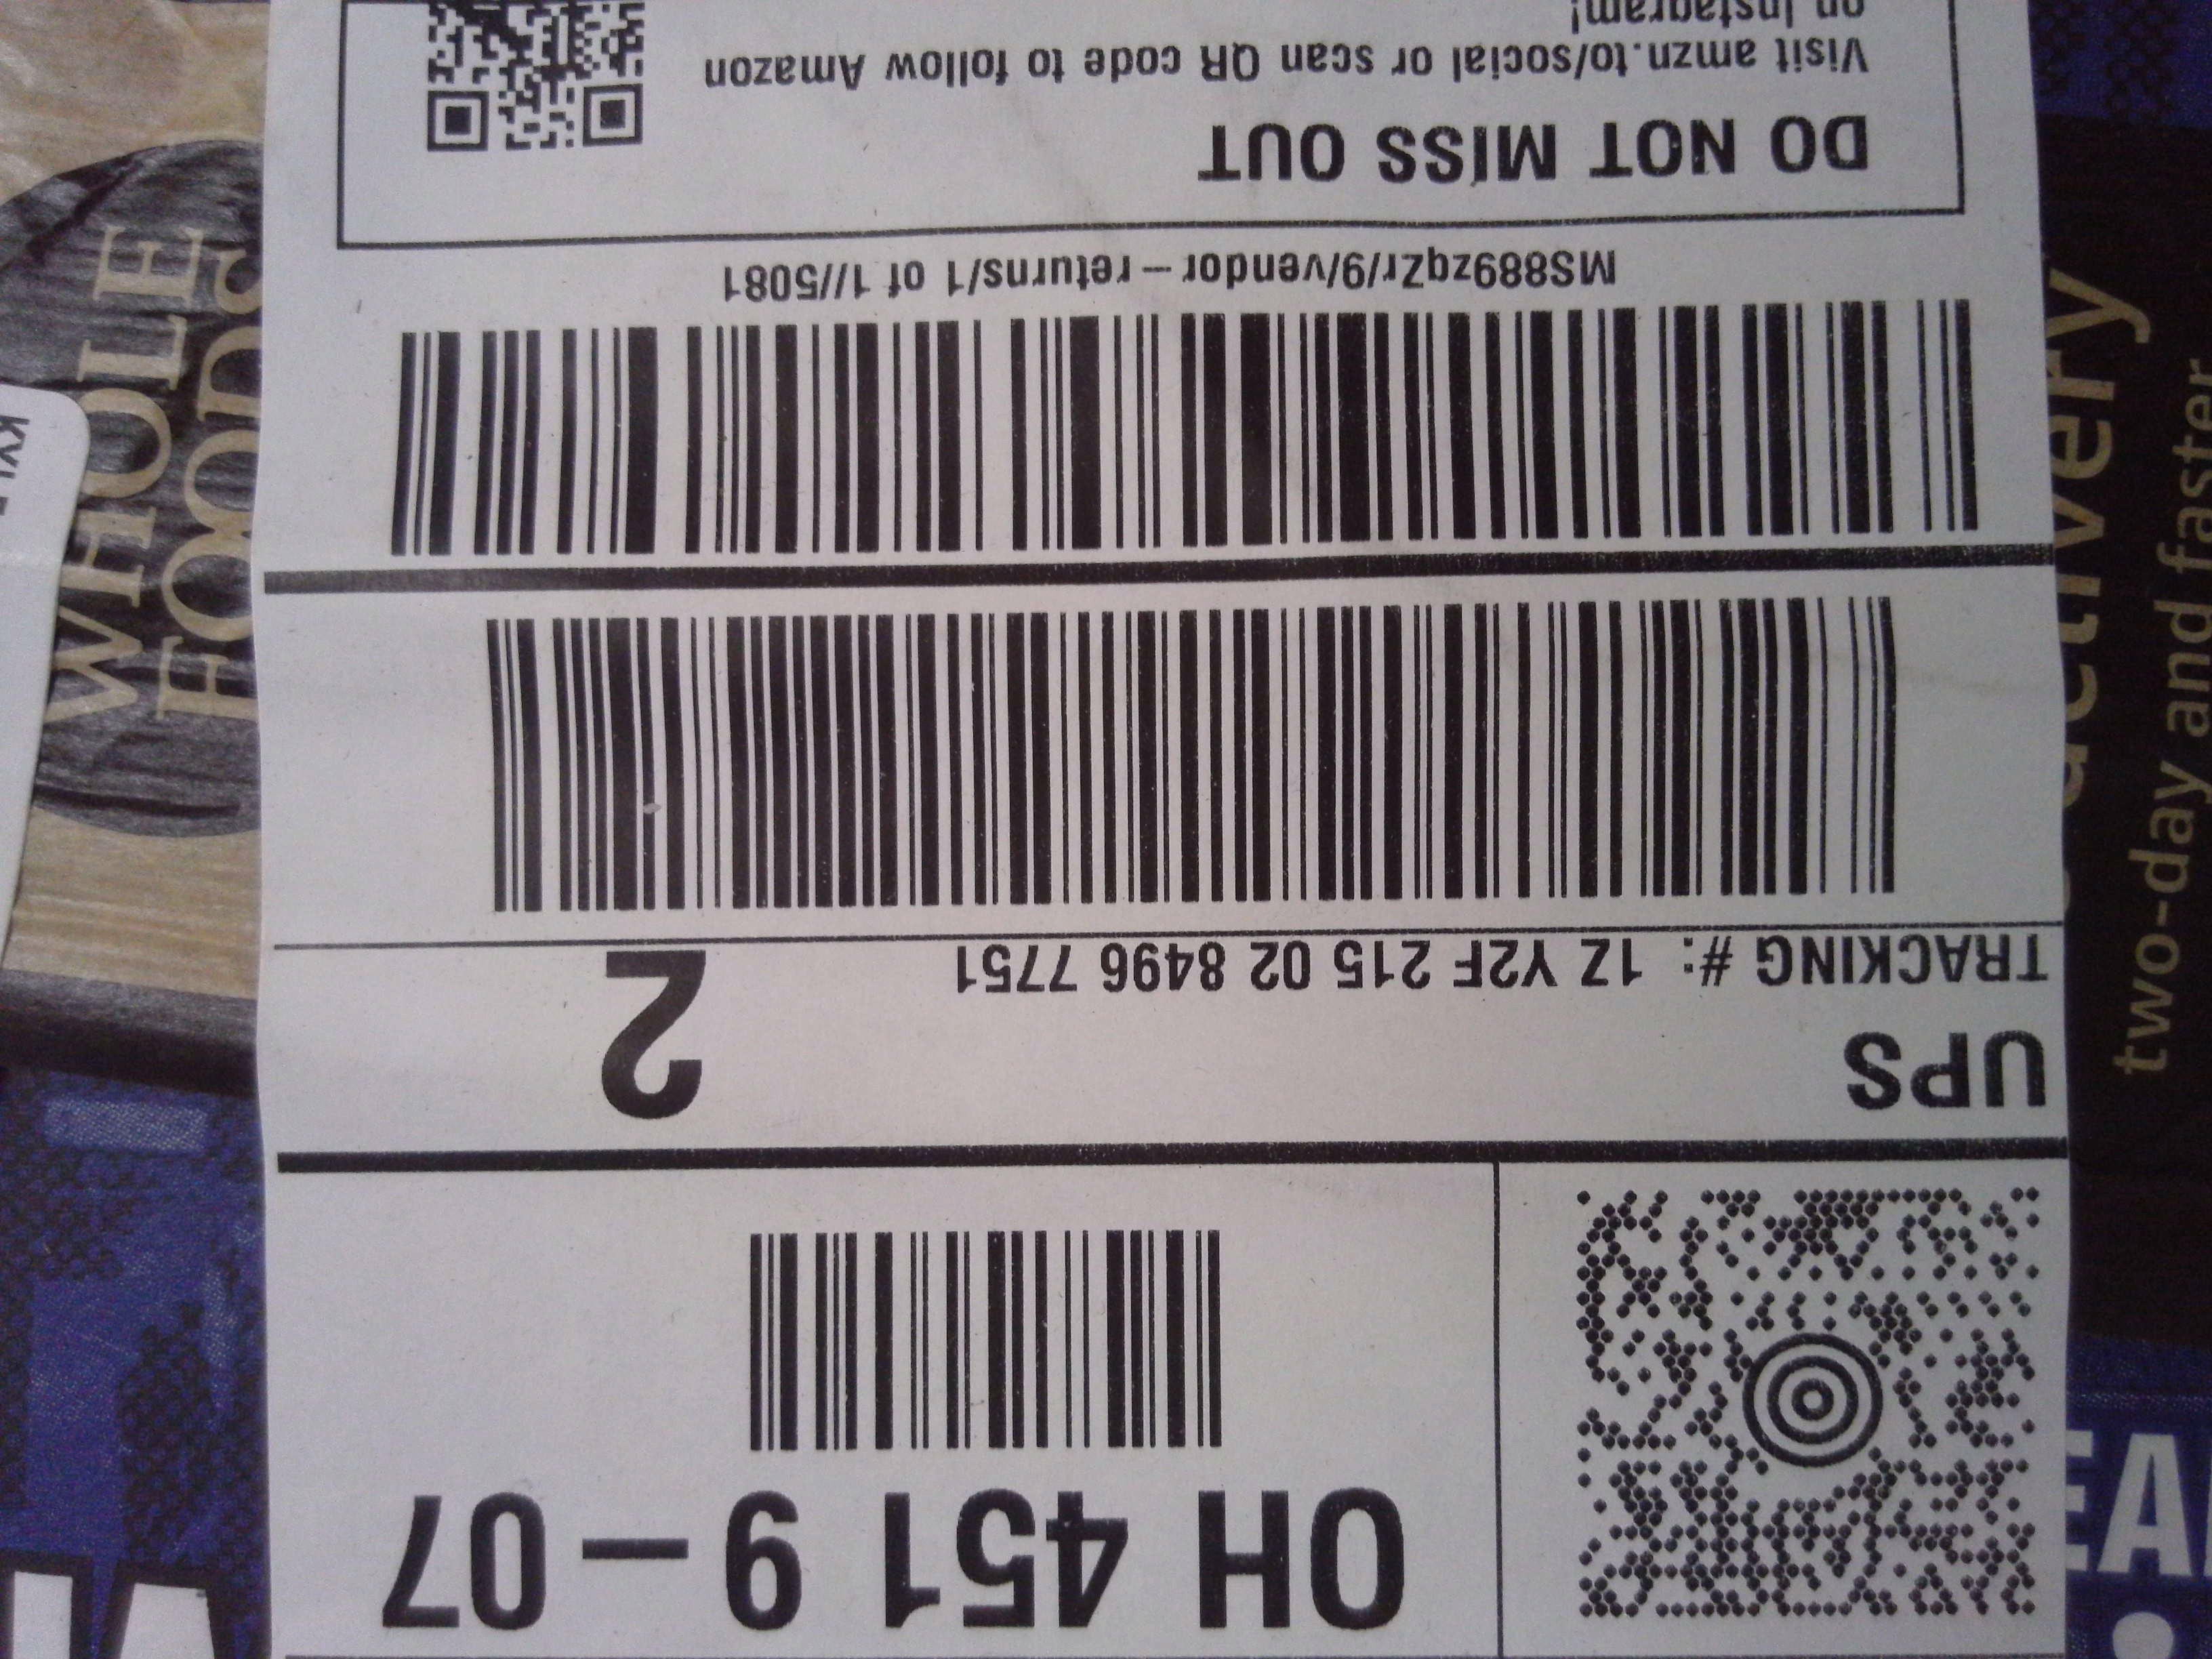 OH 451 9-07
UPS
2
TRACKING #: 1Z Y2F 215 02 8496 7751
MS889zqZr/9/vendor-returns/1 of 1//5081
DO NOT MISS OUT
Visit amzn.to/social or scan QR code to follow Amazon
on Instagram!
WHOLE
FOODS
delivery
two-day and faster